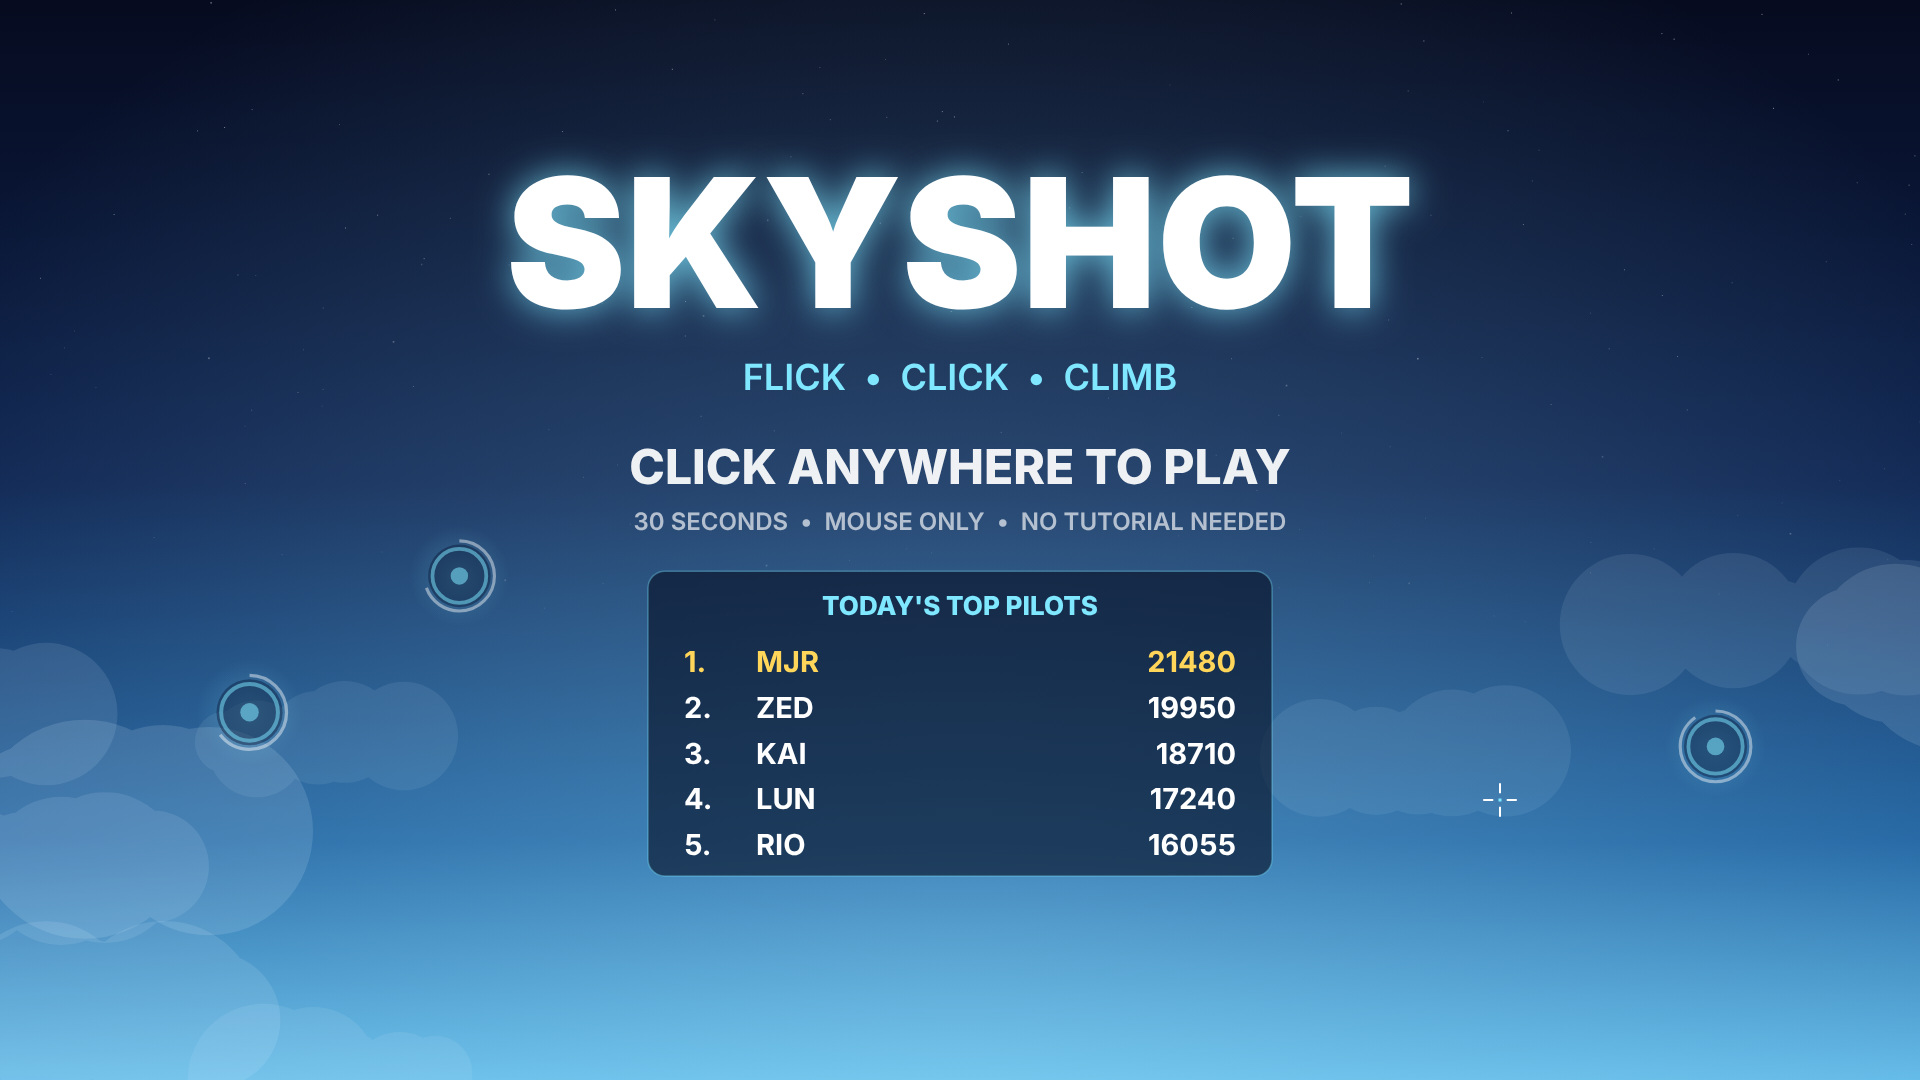 SKYSHOT
FLICK • CLICK • CLIMB
CLICK ANYWHERE TO PLAY
30 SECONDS • MOUSE ONLY • NO TUTORIAL NEEDED
TODAY'S TOP PILOTS
1. MJR 21480
2. ZED 19950
3. KAI 18710
4. LUN 17240
5. RIO 16055